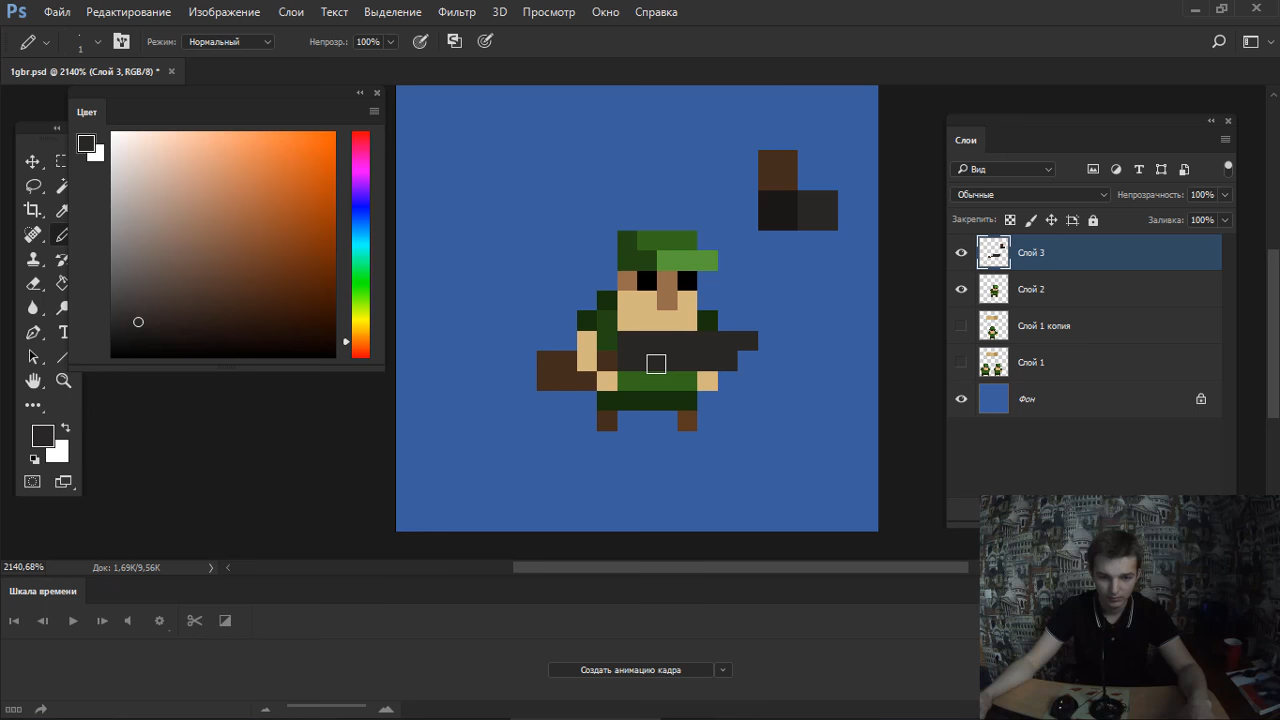 Ps Файл Редактирование Изображение Слои Текст Выделение Фильтр 3D Просмотр Окно Справка
1 Режим: Нормальный Непрозр.: 100%
1gbr.psd @ 2140% (Слой 3, RGB/8) *
Цвет
Слои
Вид
Обычные Непрозрачность: 100%
Закрепить: Заливка: 100%
Слой 3
Слой 2
Слой 1 копия
Слой 1
Фон
2140,68% Док: 1,69K/9,56K
Шкала времени
Создать анимацию кадра